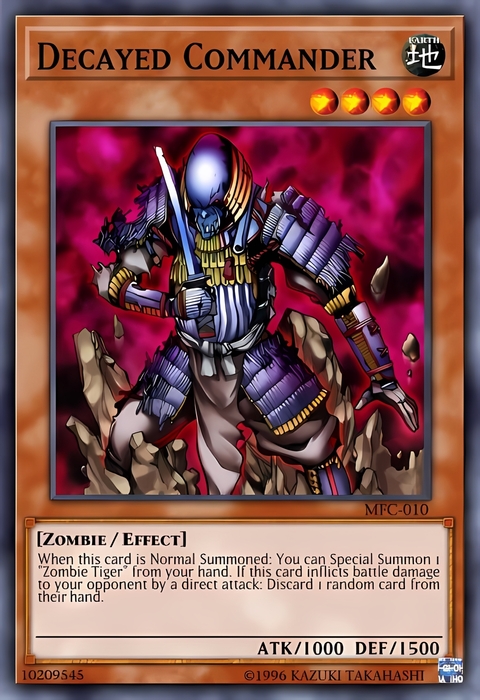 DECAYED COMMANDER
EARTH
地
MFC-010
[ZOMBIE / EFFECT]
When this card is Normal Summoned: You can Special Summon 1
"Zombie Tiger" from your hand. If this card inflicts battle damage
to your opponent by a direct attack: Discard 1 random card from
their hand.
ATK/1000 DEF/1500
10209545
©1996 KAZUKI TAKAHASHI